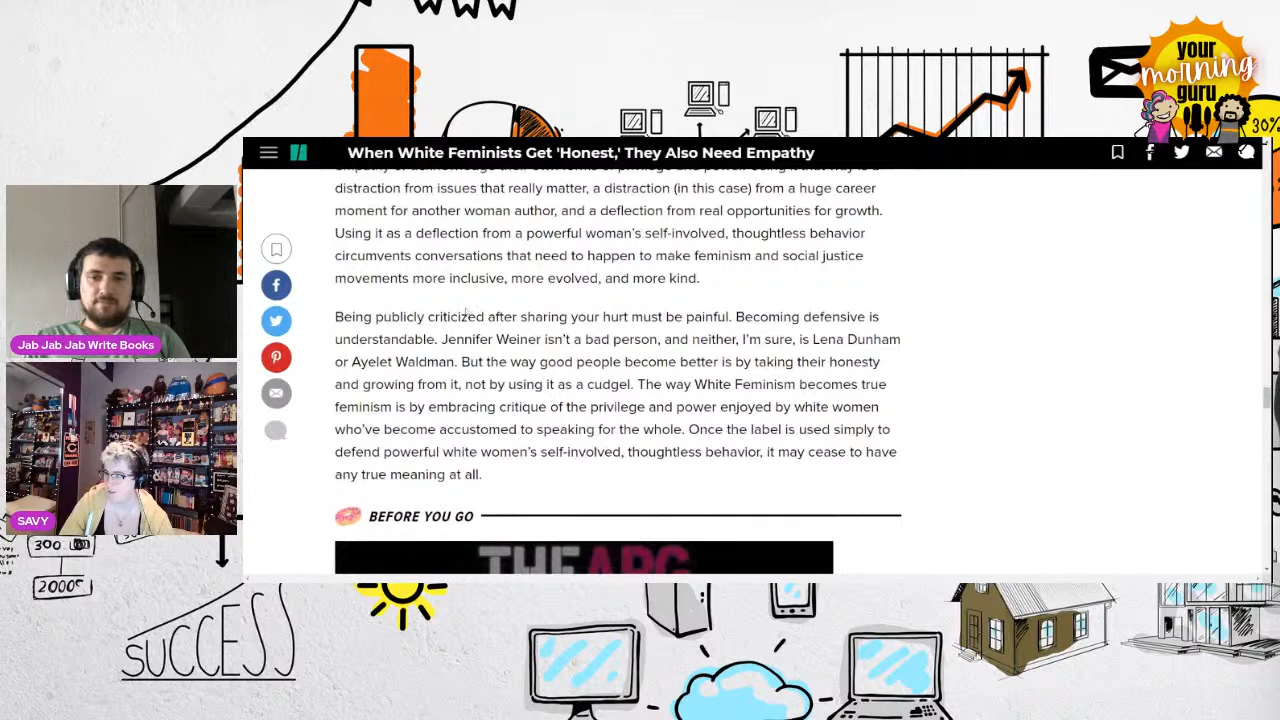 WWW
your
morning
guru
30%
When White Feminists Get 'Honest,' They Also Need Empathy
distraction from issues that really matter, a distraction (in this case) from a huge career
moment for another woman author, and a deflection from real opportunities for growth.
Using it as a deflection from a powerful woman's self-involved, thoughtless behavior
circumvents conversations that need to happen to make feminism and social justice
movements more inclusive, more evolved, and more kind.
Being publicly criticized after sharing your hurt must be painful. Becoming defensive is
understandable. Jennifer Weiner isn't a bad person, and neither, I'm sure, is Lena Dunham
or Ayelet Waldman. But the way good people become better is by taking their honesty
and growing from it, not by using it as a cudgel. The way White Feminism becomes true
feminism is by embracing critique of the privilege and power enjoyed by white women
who've become accustomed to speaking for the whole. Once the label is used simply to
defend powerful white women's self-involved, thoughtless behavior, it may cease to have
any true meaning at all.
BEFORE YOU GO
THE ARG
Jab Jab Jab Write Books
SAVY
300
2000
SUCCESS